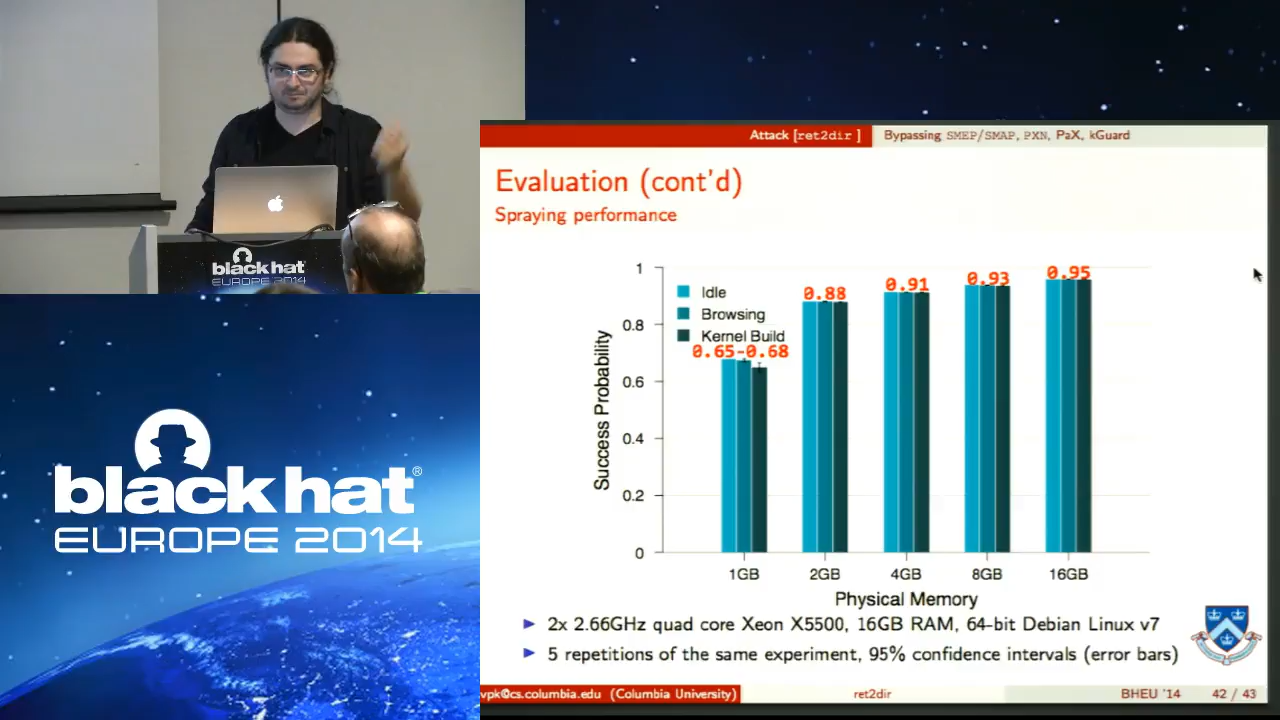 black hat
EUROPE 2014
black hat®
EUROPE 2014
Attack [ret2dir ] Bypassing SMEP/SMAP, PXN, PaX, kGuard
Evaluation (cont'd)
Spraying performance
Success Probability
1
0.8
0.6
0.4
0.2
0
Idle
Browsing
Kernel Build
0.65-0.68
0.88
0.91
0.93
0.95
1GB 2GB 4GB 8GB 16GB
Physical Memory
2x 2.66GHz quad core Xeon X5500, 16GB RAM, 64-bit Debian Linux v7
5 repetitions of the same experiment, 95% confidence intervals (error bars)
vpk@cs.columbia.edu (Columbia University) ret2dir BHEU '14 42 / 43